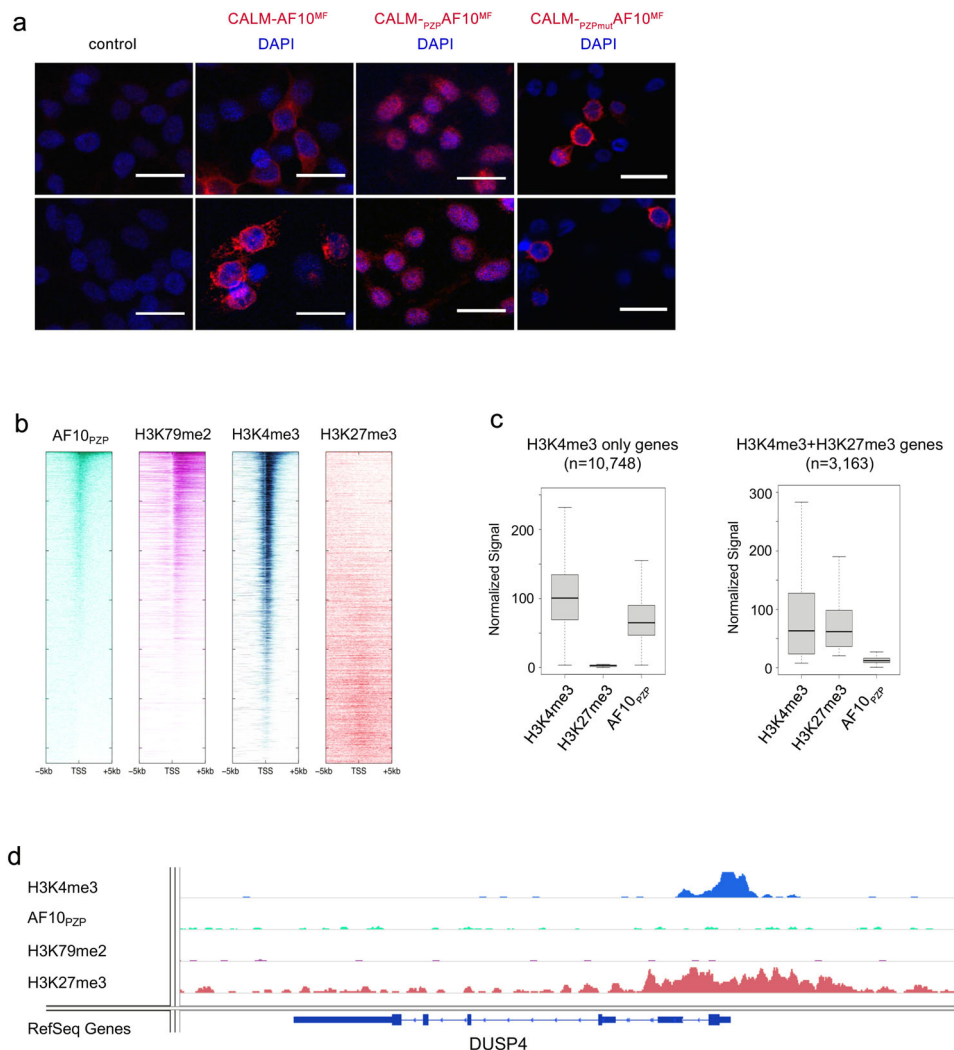 a
control
CALM-AF10MF
DAPI
CALM-PZPAF10MF
DAPI
CALM-PZPmutAF10MF
DAPI
b
AF10PZP
H3K79me2
H3K4me3
H3K27me3
−5kb TSS +5kb
−5kb TSS +5kb
−5kb TSS +5kb
−5kb TSS +5kb
c
H3K4me3 only genes
(n=10,748)
Normalized Signal
200
100
0
H3K4me3
H3K27me3
AF10PZP
H3K4me3+H3K27me3 genes
(n=3,163)
Normalized Signal
300
200
100
0
H3K4me3
H3K27me3
AF10PZP
d
H3K4me3
AF10PZP
H3K79me2
H3K27me3
RefSeq Genes
DUSP4